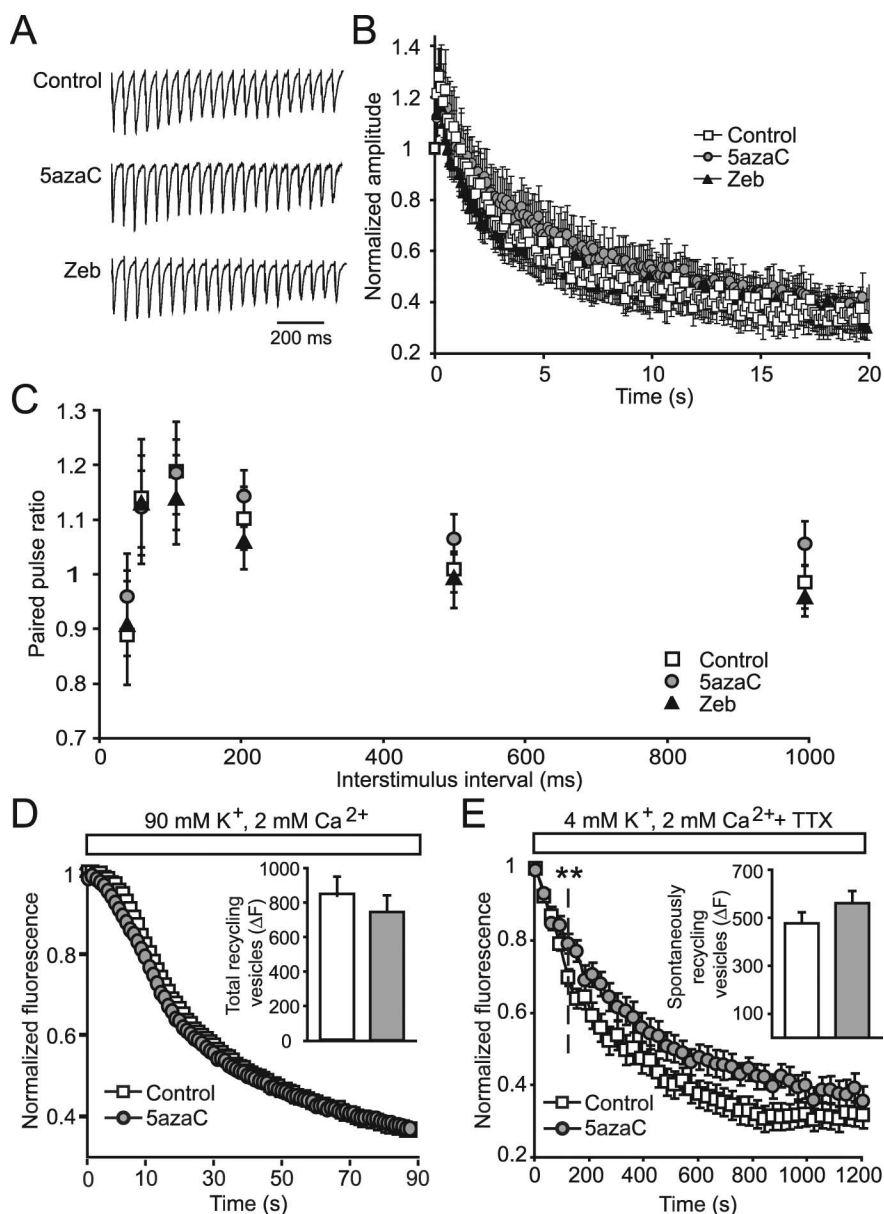 A
Control
5azaC
Zeb
200 ms
B
Normalized amplitude
1.4
1.2
1
0.8
0.6
0.4
0.2
0
5
10
15
20
Time (s)
Control
5azaC
Zeb
C
Paired pulse ratio
1.3
1.2
1.1
1
0.9
0.8
0.7
0
200
400
600
800
1000
Interstimulus interval (ms)
Control
5azaC
Zeb
D
90 mM K+, 2 mM Ca2+
Normalized fluorescence
1
0.8
0.6
0.4
0
10
30
50
70
90
Time (s)
Control
5azaC
Total recycling
vesicles (ΔF)
1000
800
600
400
200
0
E
4 mM K+, 2 mM Ca2++ TTX
Normalized fluorescence
1
0.8
0.6
0.4
0.2
0
200
400
600
800
1000
1200
Time (s)
**
Control
5azaC
Spontaneously
recycling
vesicles (ΔF)
700
500
300
100